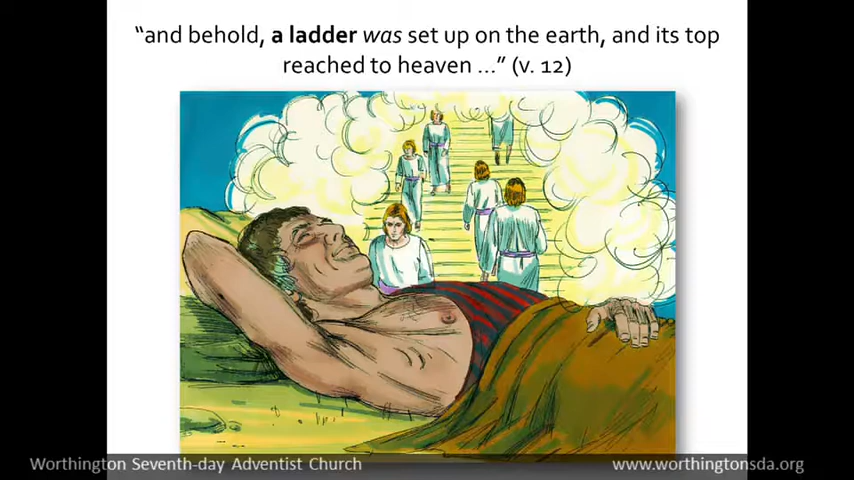 “and behold, a ladder was set up on the earth, and its top
reached to heaven …” (v. 12)
Worthington Seventh-day Adventist Church
www.worthingtonsda.org